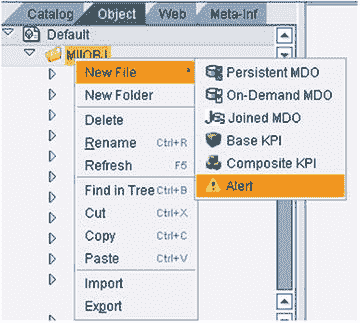 Catalog Object Web Meta-Inf
Default
MIIOBJ
New File
New Folder
Delete
Rename Ctrl+R
Refresh F5
Find in Tree Ctrl+B
Cut Ctrl+X
Copy Ctrl+C
Paste Ctrl+V
Import
Export
Persistent MDO
On-Demand MDO
Joined MDO
Base KPI
Composite KPI
Alert